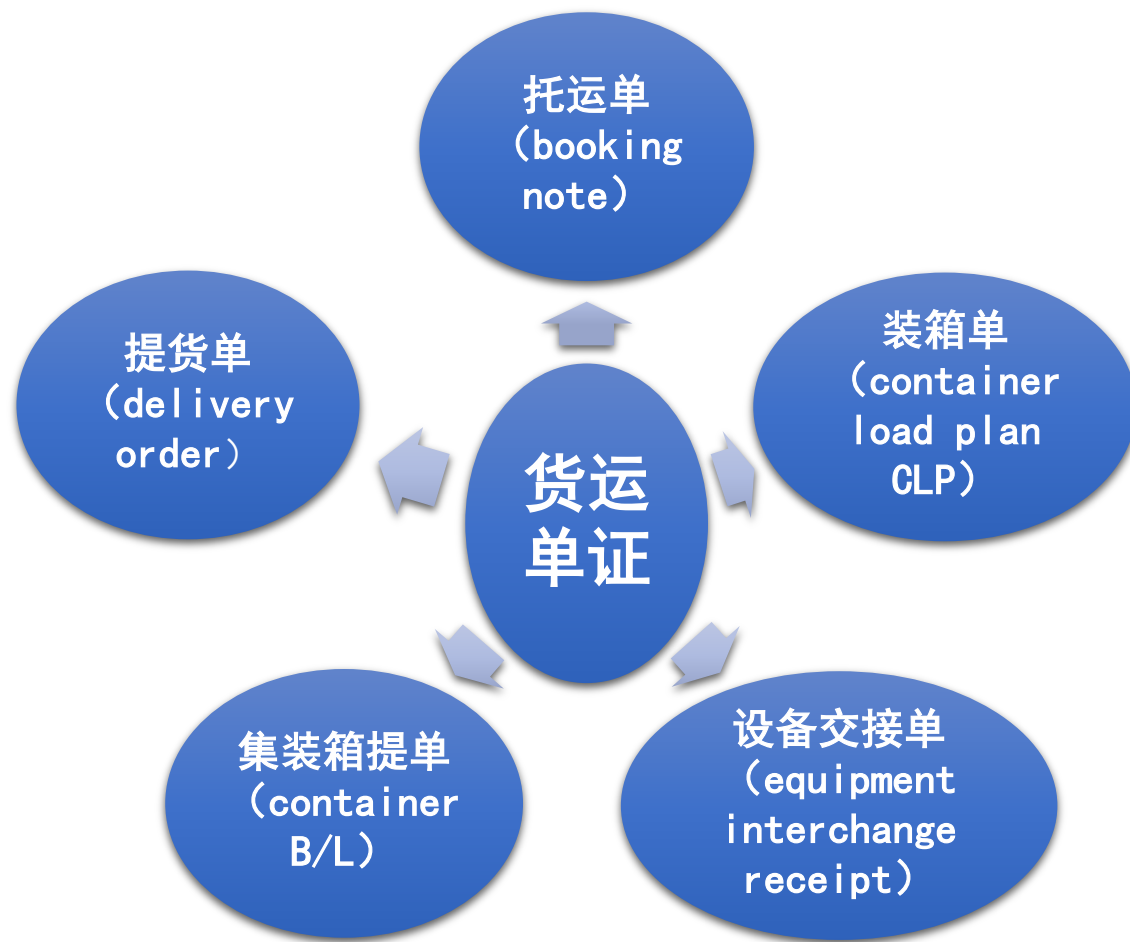 托运单
（booking
note）
提货单
（delivery
order）
装箱单
（container
load plan
CLP）
货运
单证
集装箱提单
（container
B/L）
设备交接单
（equipment
interchange
receipt）